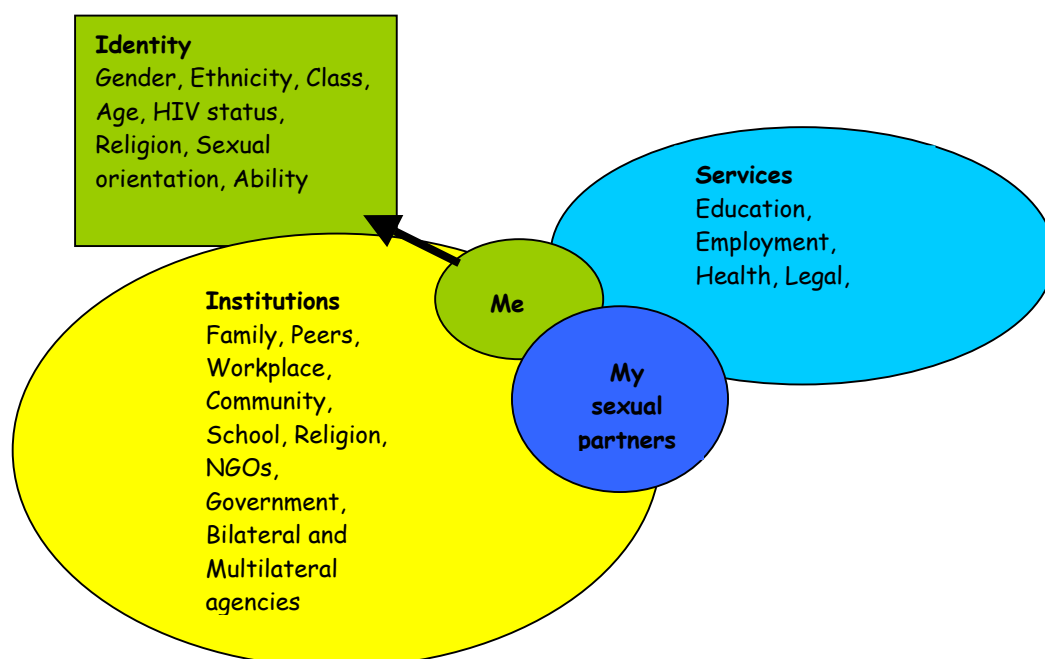 Identity
Gender, Ethnicity, Class,
Age, HIV status,
Religion, Sexual
orientation, Ability
Services
Education,
Employment,
Health, Legal,
Me
Institutions
Family, Peers,
Workplace,
Community,
School, Religion,
NGOs,
Government,
Bilateral and
Multilateral
agencies
My
sexual
partners